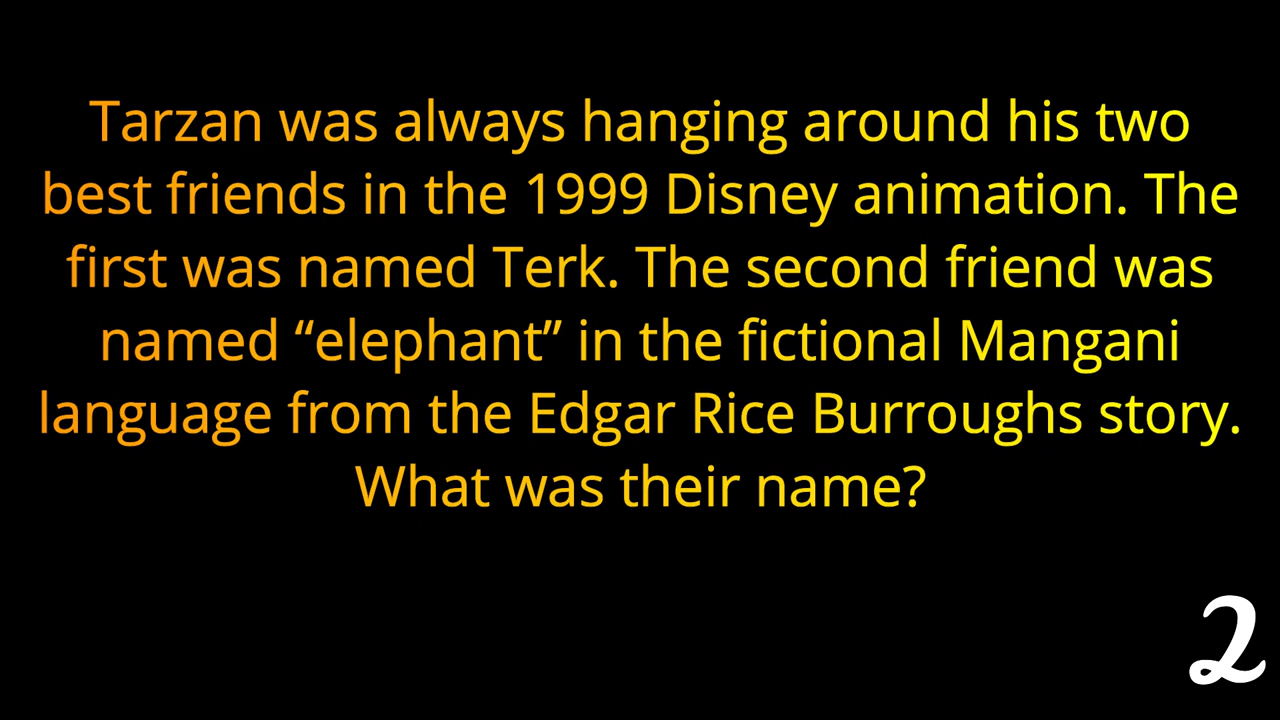 Tarzan was always hanging around his two
best friends in the 1999 Disney animation. The
first was named Terk. The second friend was
named “elephant” in the fictional Mangani
language from the Edgar Rice Burroughs story.
What was their name?
2